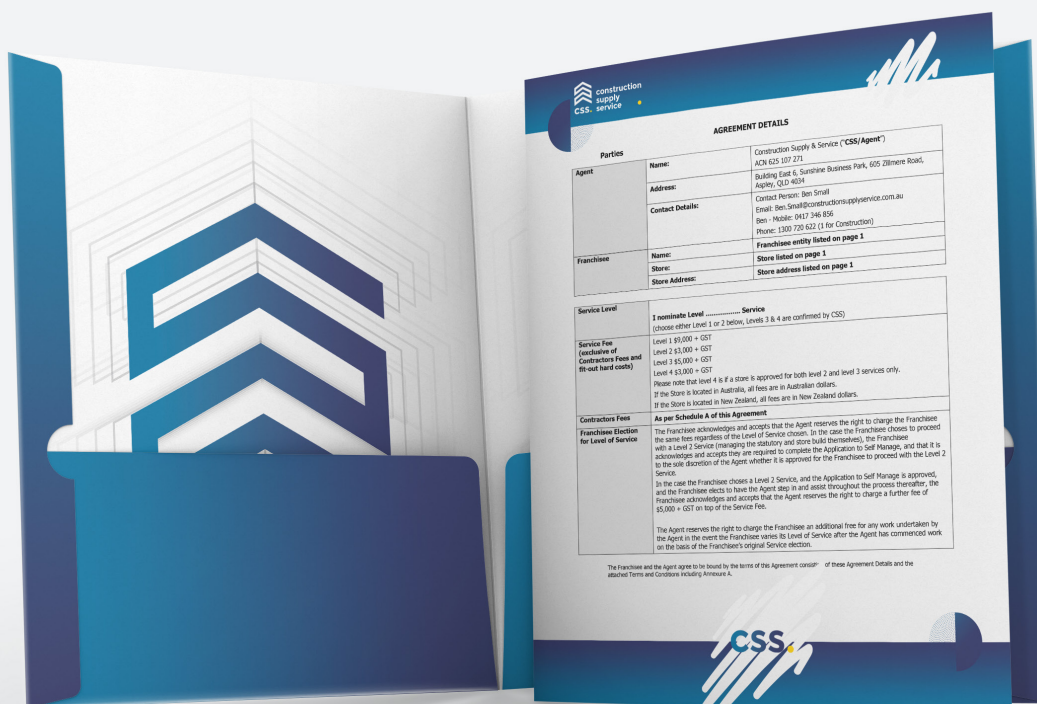 construction
supply
service
CSS.
AGREEMENT DETAILS
Parties
Agent
Name:
Construction Supply & Service ("CSS/Agent")
ACN 625 107 271
Address:
Building East 6, Sunshine Business Park, 605 Zillmere Road,
Aspley, QLD 4034
Contact Details:
Contact Person: Ben Small
Email: Ben.Small@constructionsupplyservice.com.au
Ben - Mobile: 0417 346 856
Phone: 1300 720 622 (1 for Construction)
Franchisee
Name:
Franchisee entity listed on page 1
Store:
Store listed on page 1
Store Address:
Store address listed on page 1
Service Level
I nominate Level ................. Service
(choose either Level 1 or 2 below, Levels 3 & 4 are confirmed by CSS)
Service Fee
(exclusive of
Contractors Fees and
fit-out hard costs)
Level 1 $9,000 + GST
Level 2 $3,000 + GST
Level 3 $5,000 + GST
Level 4 $3,000 + GST
Please note that level 4 is if a store is approved for both level 2 and level 3 services only.
If the Store is located in Australia, all fees are in Australian dollars.
If the Store is located in New Zealand, all fees are in New Zealand dollars.
Contractors Fees
As per Schedule A of this Agreement
Franchisee Election
for Level of Service
The Franchisee acknowledges and accepts that the Agent reserves the right to charge the Franchisee
the same fees regardless of the Level of Service chosen. In the case the Franchisee choses to proceed
with a Level 2 Service (managing the statutory and store build themselves), the Franchisee
acknowledges and accepts they are required to complete the Application to Self Manage, and that it is
to the sole discretion of the Agent whether it is approved for the Franchisee to proceed with the Level 2
Service.
In the case the Franchisee choses a Level 2 Service, and the Application to Self Manage is approved,
and the Franchisee elects to have the Agent step in and assist throughout the process thereafter, the
Franchisee acknowledges and accepts that the Agent reserves the right to charge a further fee of
$5,000 + GST on top of the Service Fee.
The Agent reserves the right to charge the Franchisee an additional free for any work undertaken by
the Agent in the event the Franchisee varies its Level of Service after the Agent has commenced work
on the basis of the Franchisee's original Service election.
The Franchisee and the Agent agree to be bound by the terms of this Agreement of these Agreement Details and the
attached Terms and Conditions including Annexure A.
CSS.